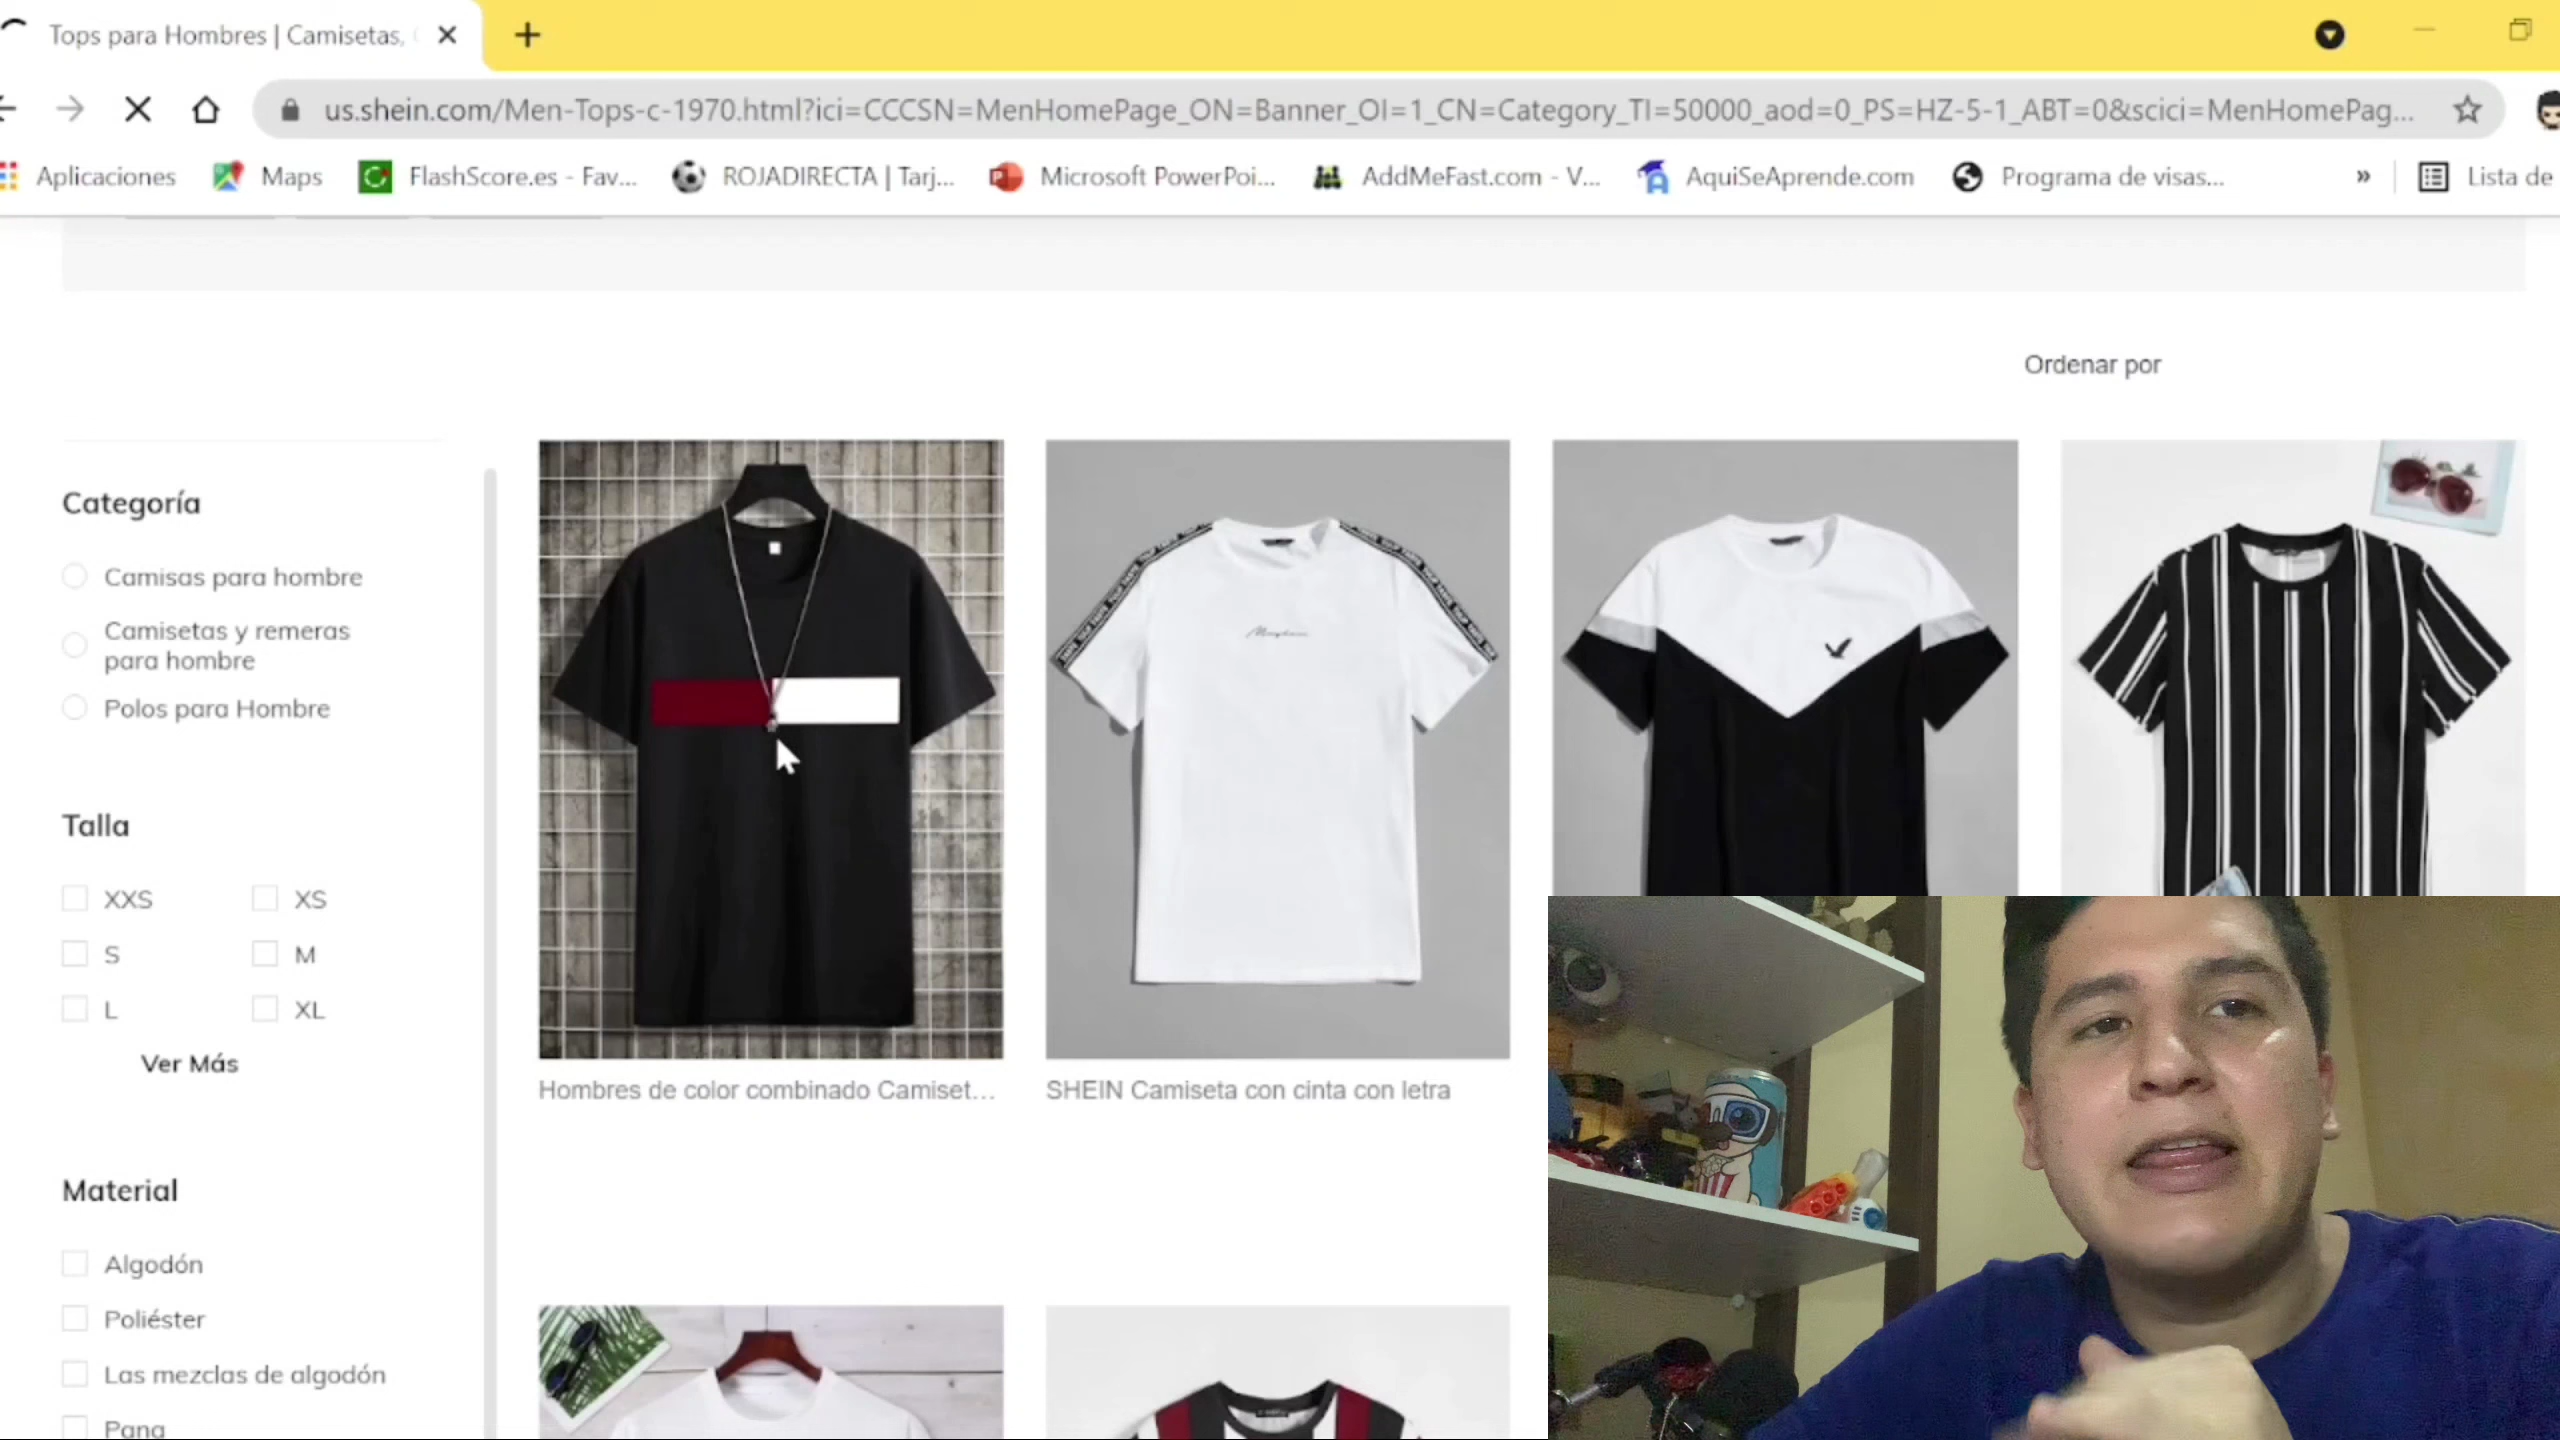 Tops para Hombres | Camisetas,
us.shein.com/Men-Tops-c-1970.html?ici=CCCSN=MenHomePage_ON=Banner_OI=1_CN=Category_TI=50000_aod=0_PS=HZ-5-1_ABT=0&scici=MenHomePag...
Aplicaciones Maps FlashScore.es - Fav... ROJADIRECTA | Tarj... Microsoft PowerPoi... AddMeFast.com - V... AquiSeAprende.com Programa de visas... » Lista de
Ordenar por
Categoría
Camisas para hombre
Camisetas y remeras
para hombre
Polos para Hombre
Talla
XXS XS
S M
L XL
Ver Más
Hombres de color combinado Camiset... SHEIN Camiseta con cinta con letra
Material
Algodón
Poliéster
Las mezclas de algodón
Pana